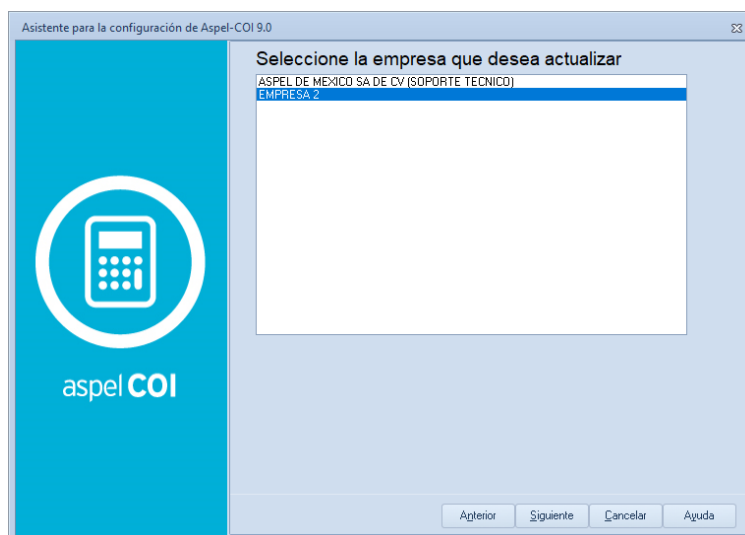 Asistente para la configuración de Aspel-COI 9.0
Seleccione la empresa que desea actualizar
ASPEL DE MEXICO SA DE CV (SOPORTE TECNICO)
EMPRESA 2
aspel COI
Anterior
Siguiente
Cancelar
Ayuda